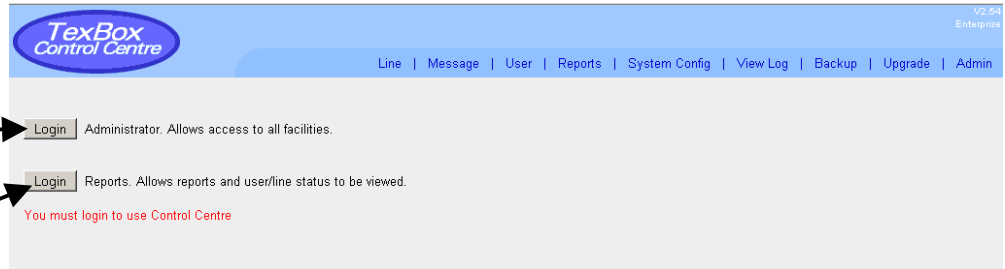 V2.54
Enterprise
TexBox
Control Centre
Line | Message | User | Reports | System Config | View Log | Backup | Upgrade | Admin
Login Administrator. Allows access to all facilities.
Login Reports. Allows reports and user/line status to be viewed.
You must login to use Control Centre